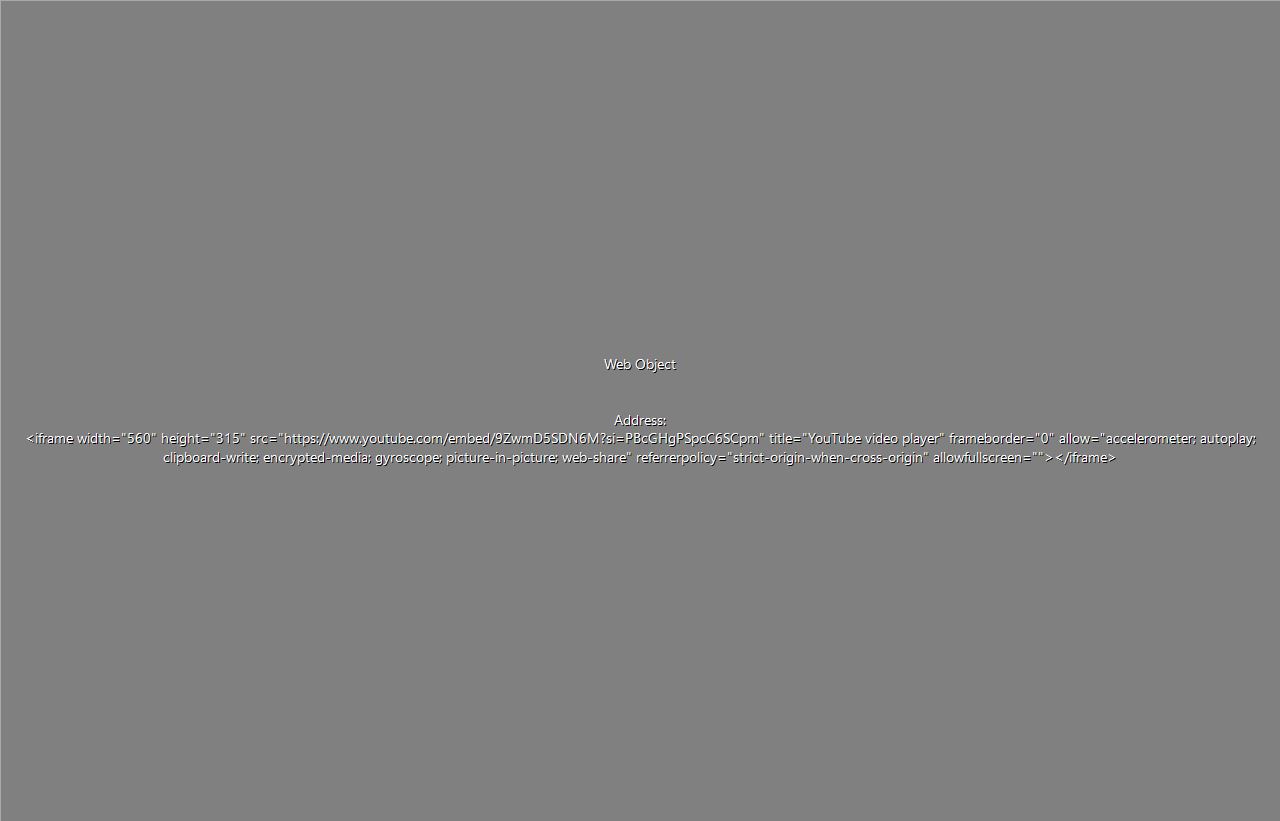 Web Object
Address:
<iframe width="560" height="315" src="https://www.youtube.com/embed/9ZwmD5SDN6M?si=PBcGHgPSpcC6SCpm" title="YouTube video player" frameborder="0" allow="accelerometer; autoplay;
clipboard-write; encrypted-media; gyroscope; picture-in-picture; web-share" referrerpolicy="strict-origin-when-cross-origin" allowfullscreen=""></iframe>